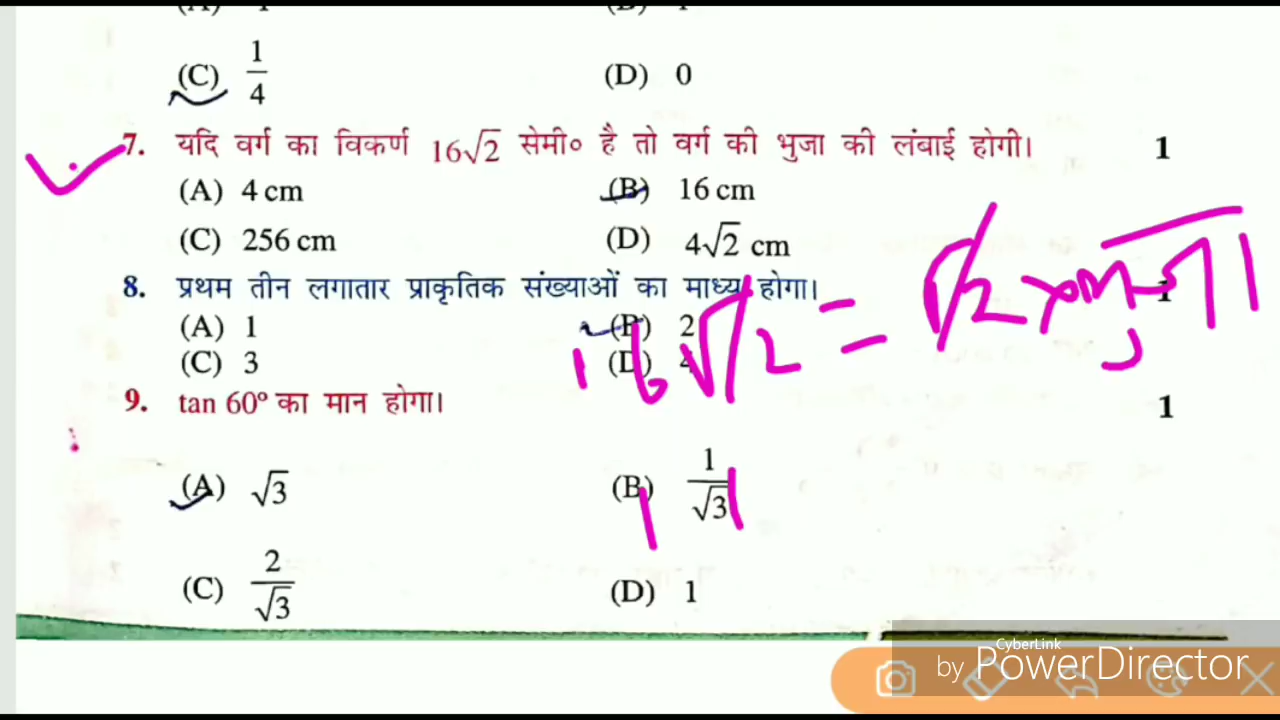 (C) 1/4 (D) 0
7. यदि वर्ग का विकर्ण 16√2 सेमी० है तो वर्ग की भुजा की लंबाई होगी। 1
(A) 4 cm (B) 16 cm
(C) 256 cm (D) 4√2 cm
8. प्रथम तीन लगातार प्राकृतिक संख्याओं का माध्य होगा। 1
(A) 1 (B) 2
(C) 3 (D) 4
16√2 = √2 × भुजा
9. tan 60° का मान होगा। 1
(A) √3 (B) 1/√3
(C) 2/√3 (D) 1
CyberLink
by PowerDirector